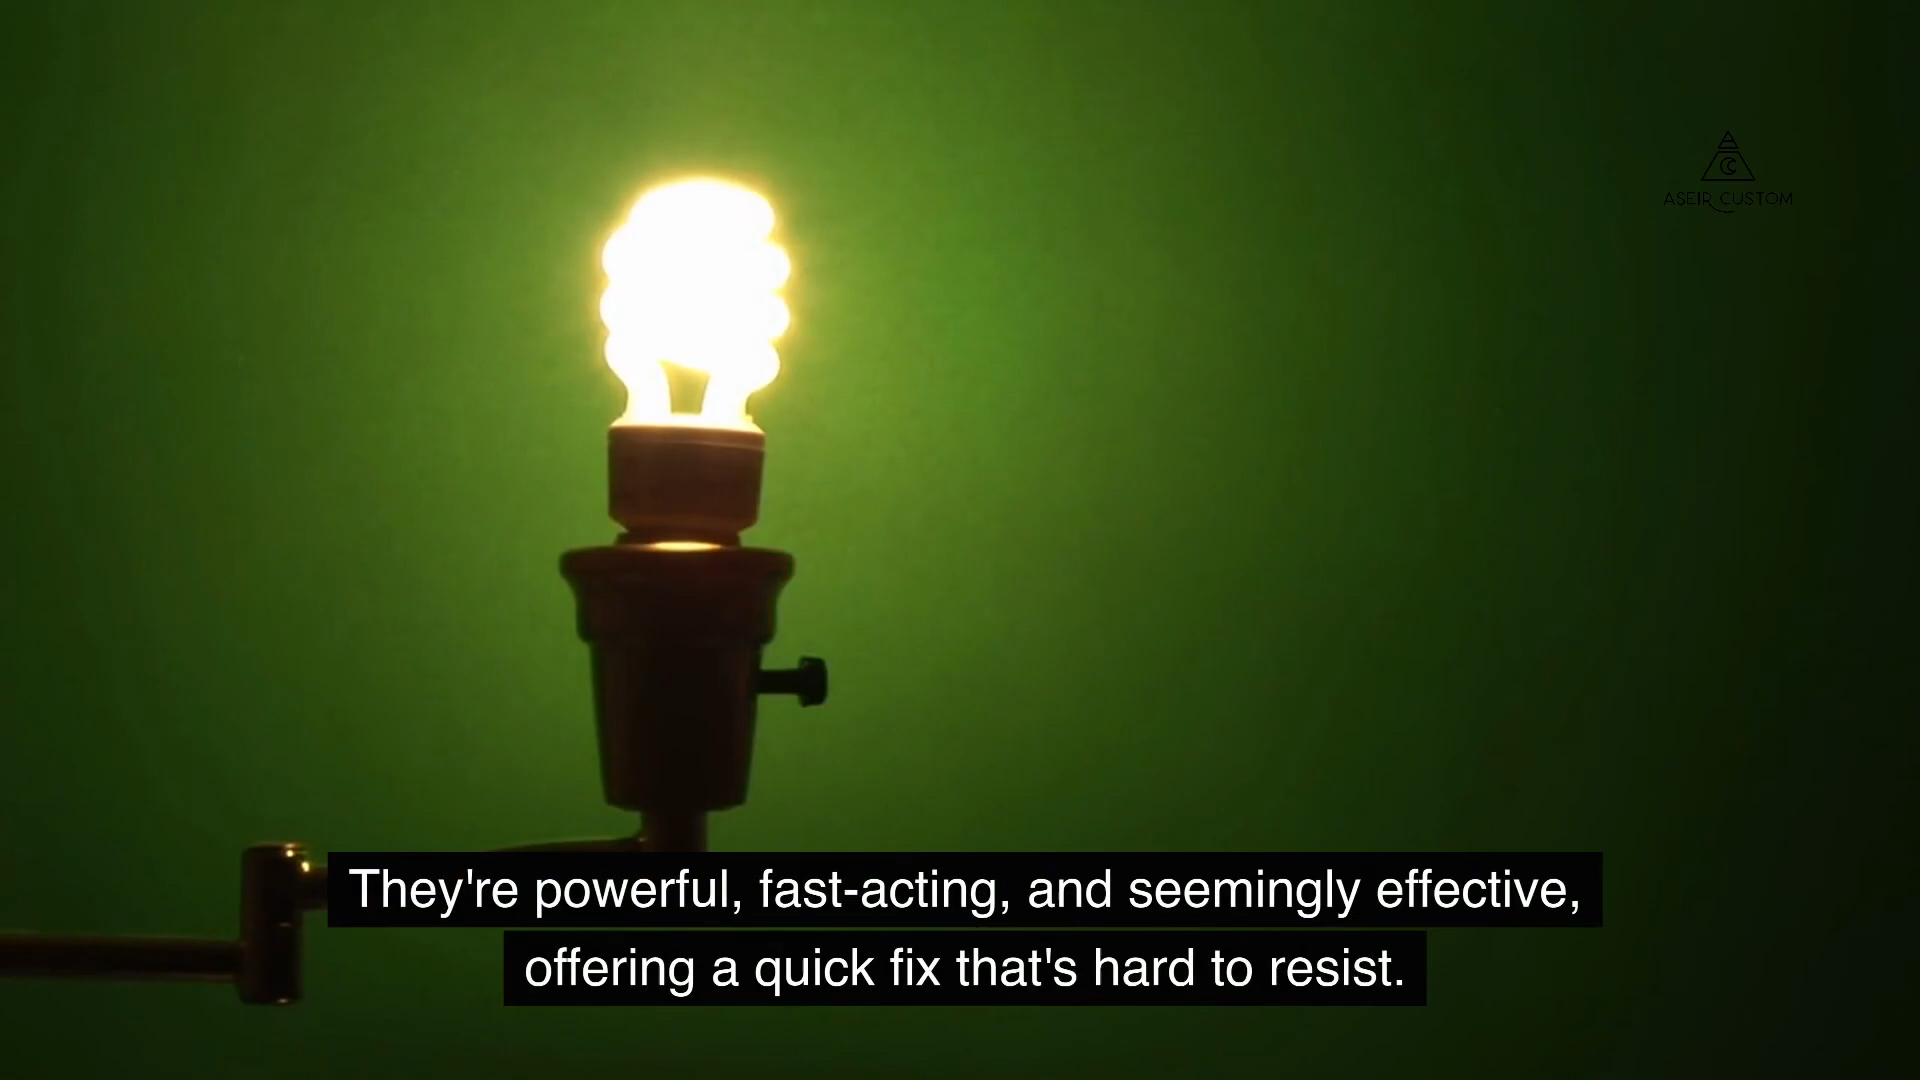 ASEIR CUSTOM
They're powerful, fast-acting, and seemingly effective,
offering a quick fix that's hard to resist.